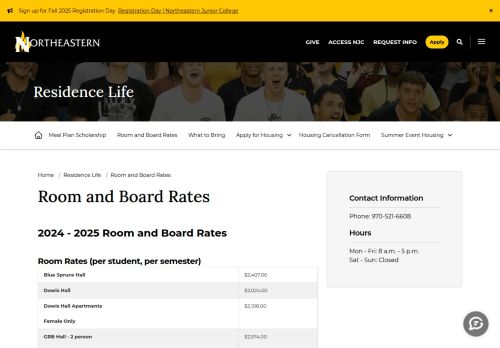 Sign up for Fall 2025 Registration Day Registration Day | Northeastern Junior College
×
NORTHEASTERN
GIVE ACCESS NJC REQUEST INFO Apply
Residence Life
Meal Plan Scholarship Room and Board Rates What to Bring Apply for Housing Housing Cancellation Form Summer Event Housing
Home / Residence Life / Room and Board Rates
Room and Board Rates
2024 - 2025 Room and Board Rates
Room Rates (per student, per semester)
Blue Spruce Hall $2,407.00
Dowis Hall $2,024.00
Dowis Hall Apartments $2,108.00
Female Only
GRB Hall - 2 person $2,574.00
Contact Information
Phone: 970-521-6608
Hours
Mon - Fri: 8 a.m. - 5 p.m.
Sat - Sun: Closed